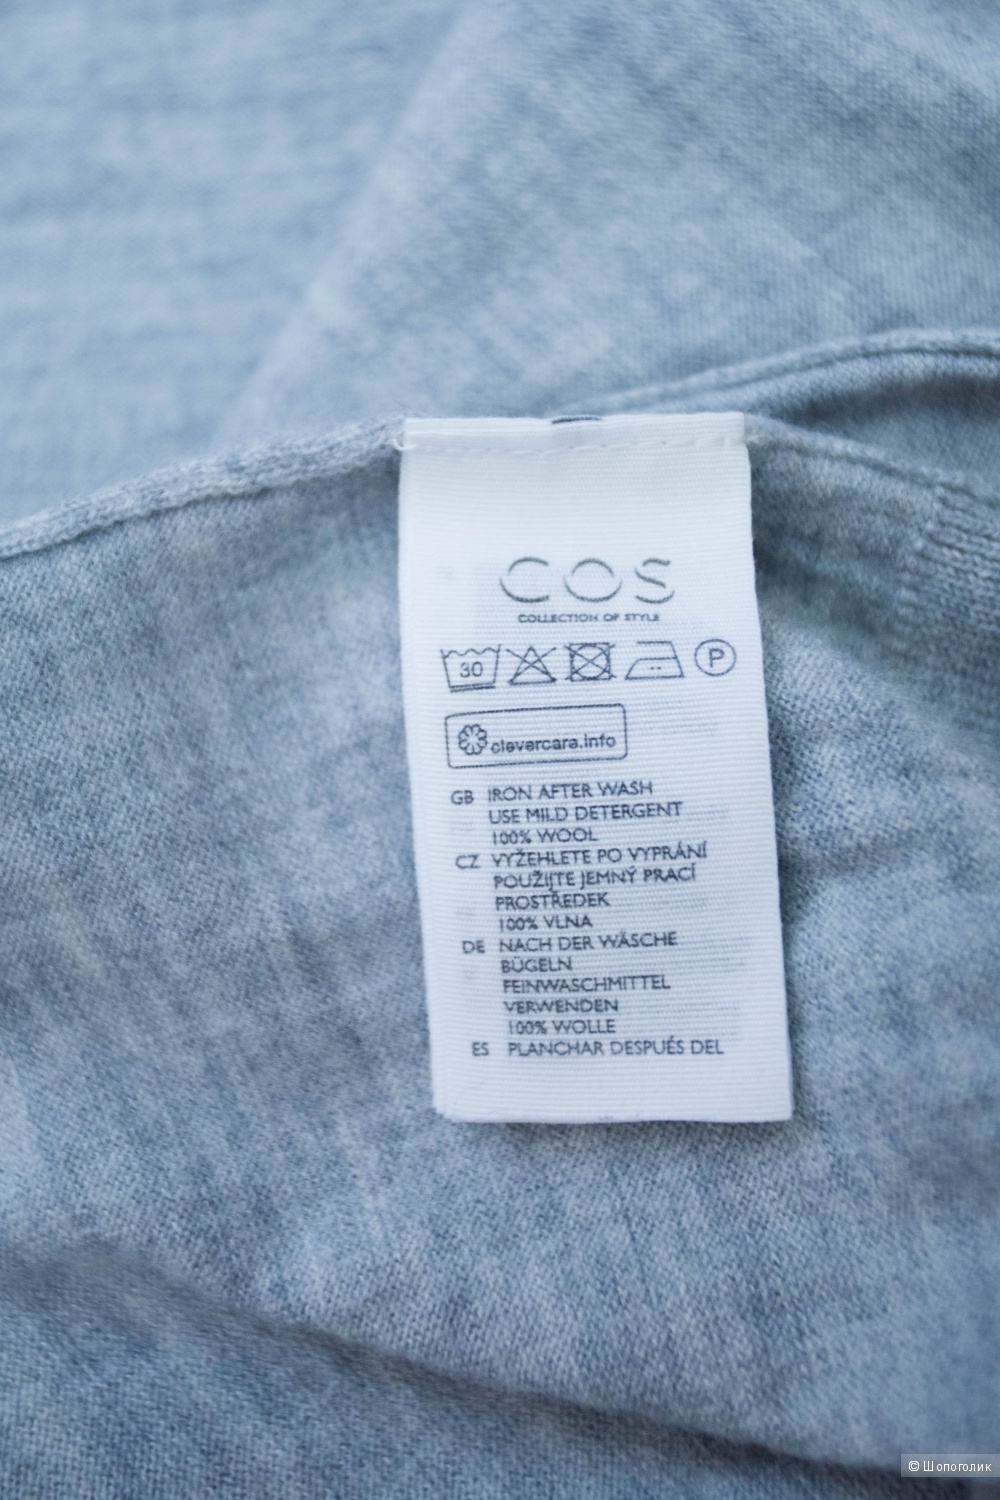 COS
COLLECTION OF STYLE
30 P
clevercare.info
GB IRON AFTER WASH
USE MILD DETERGENT
100% WOOL
CZ VYŽEHLETE PO VYPRÁNÍ
POUŽIJTE JEMNÝ PRACÍ
PROSTŘEDEK
100% VLNA
DE NACH DER WÄSCHE
BÜGELN
FEINWASCHMITTEL
VERWENDEN
100% WOLLE
ES PLANCHAR DESPUÉS DEL
© Шопоголик